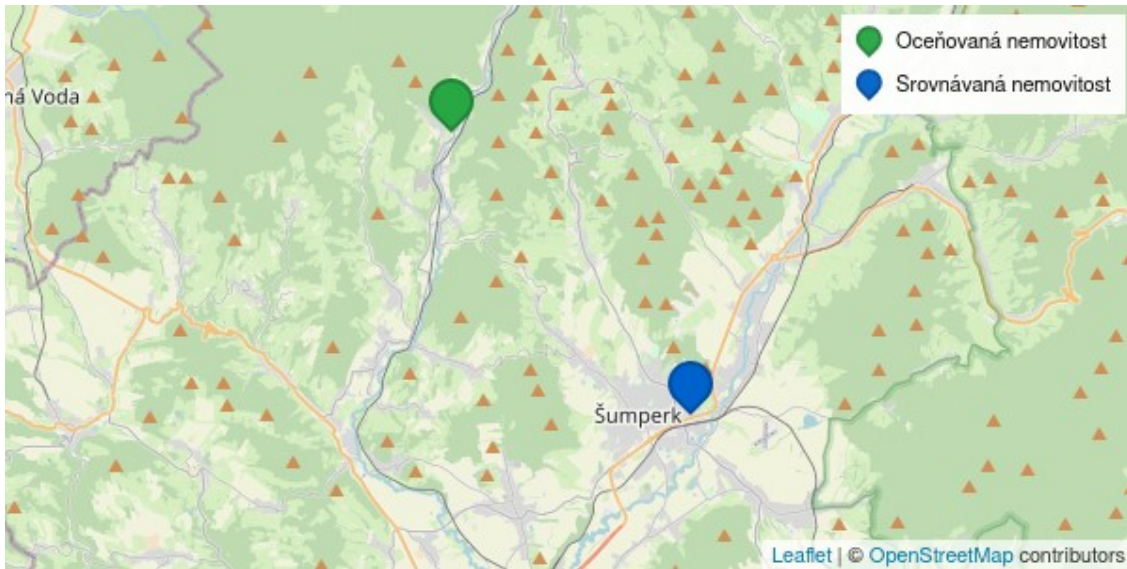 Oceňovaná nemovitost
Srovnávaná nemovitost
ná Voda
Šumperk
Leaflet | © OpenStreetMap contributors